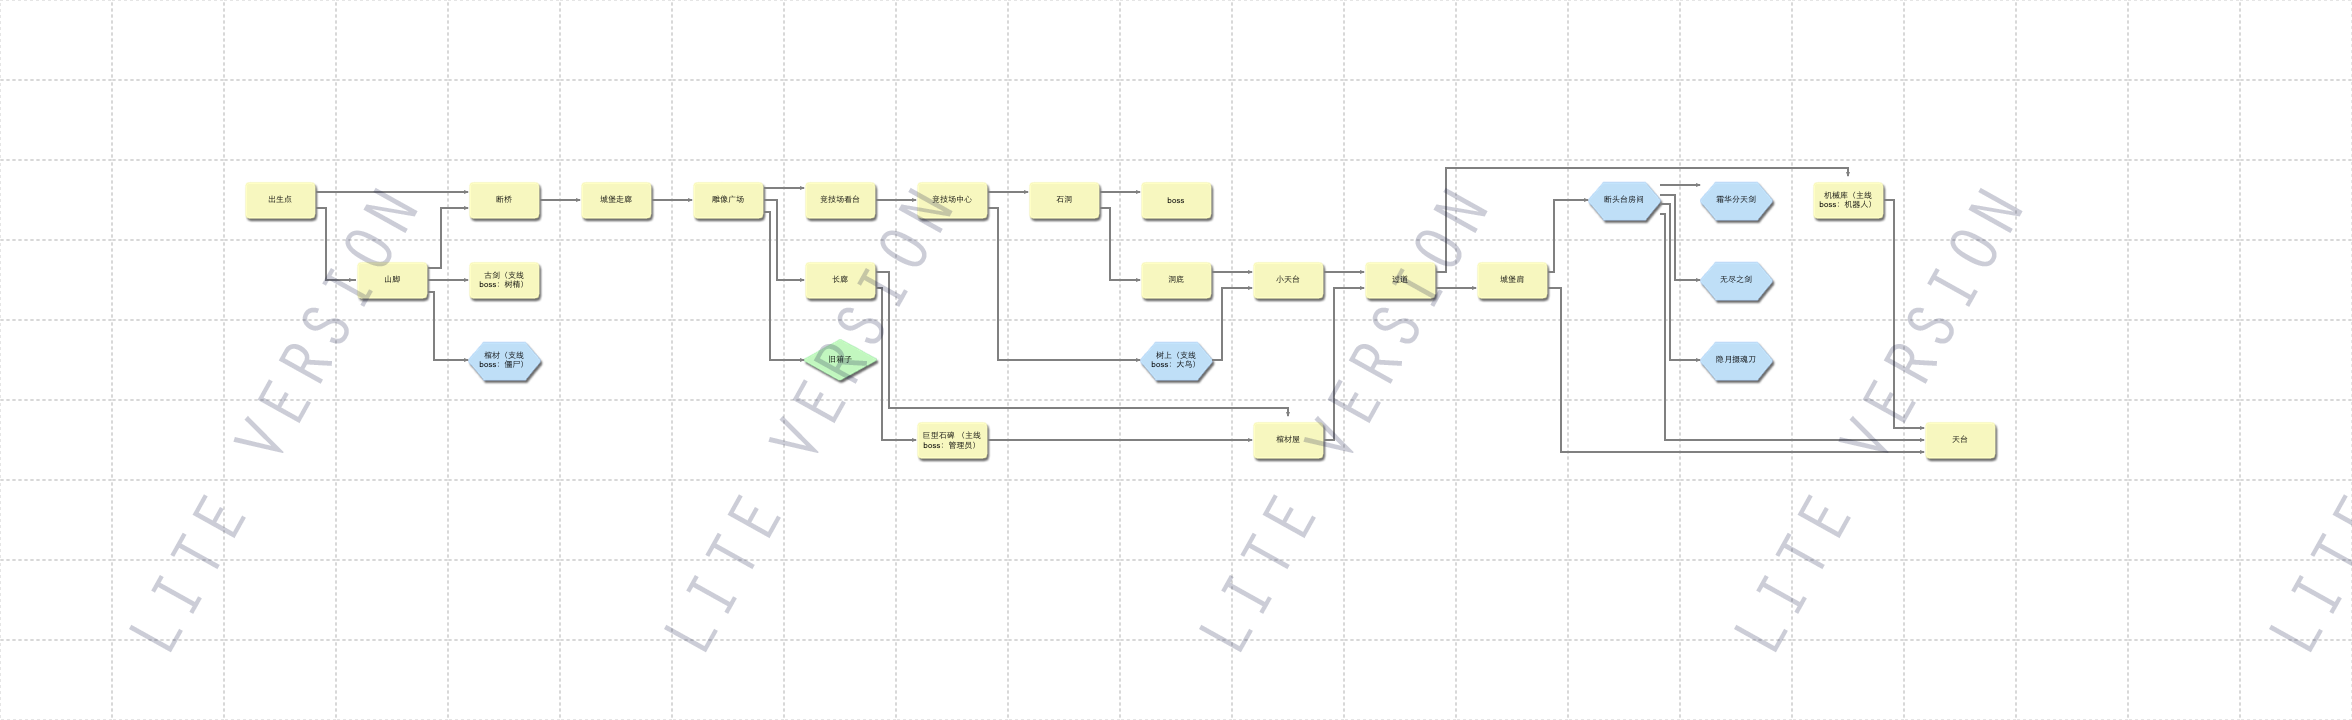 出生点
断桥
城堡走廊
雕像广场
竞技场看台
竞技场中心
石洞
boss
断头台房间
霜华分天剑
机械库（主线
boss：机器人）
山脚
古剑（支线
boss：树精）
长廊
洞底
小天台
过道
城堡肩
无尽之剑
棺材（支线
boss：僵尸）
旧箱子
树上（支线
boss：大鸟）
隐月摄魂刀
巨型石碑 （主线
boss：管理员）
棺材屋
天台
LITE VERSION
LITE VERSION
LITE VERSION
LITE VERSION
LITE